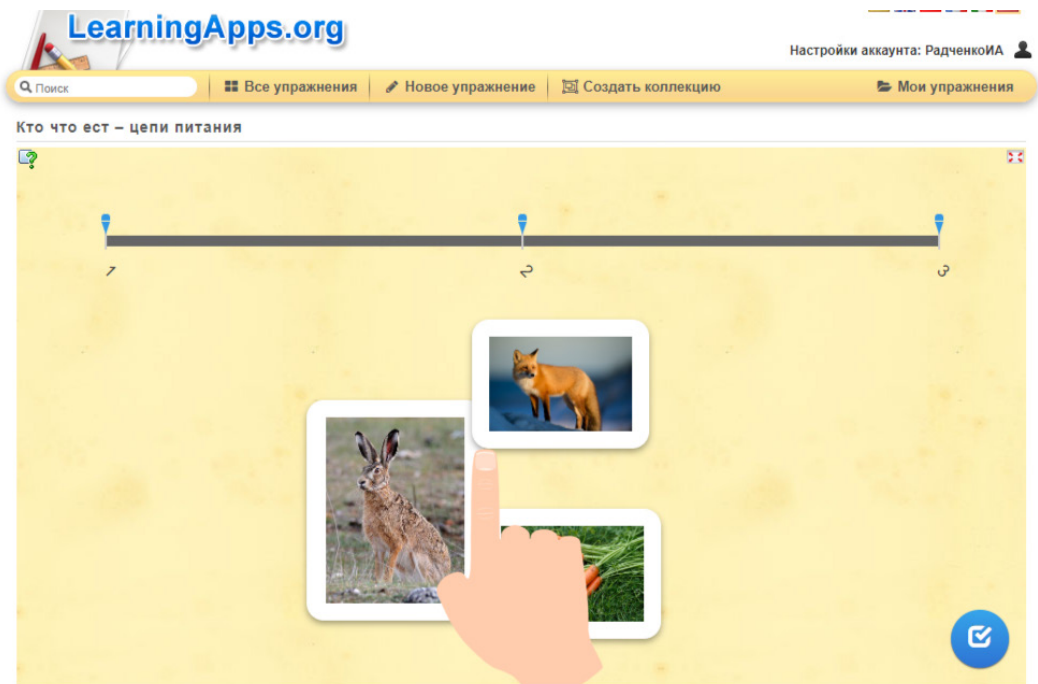 LearningApps.org
Настройки аккаунта: РадченкоИА
Поиск
Все упражнения
Новое упражнение
Создать коллекцию
Мои упражнения
Кто что ест – цепи питания
1
2
3